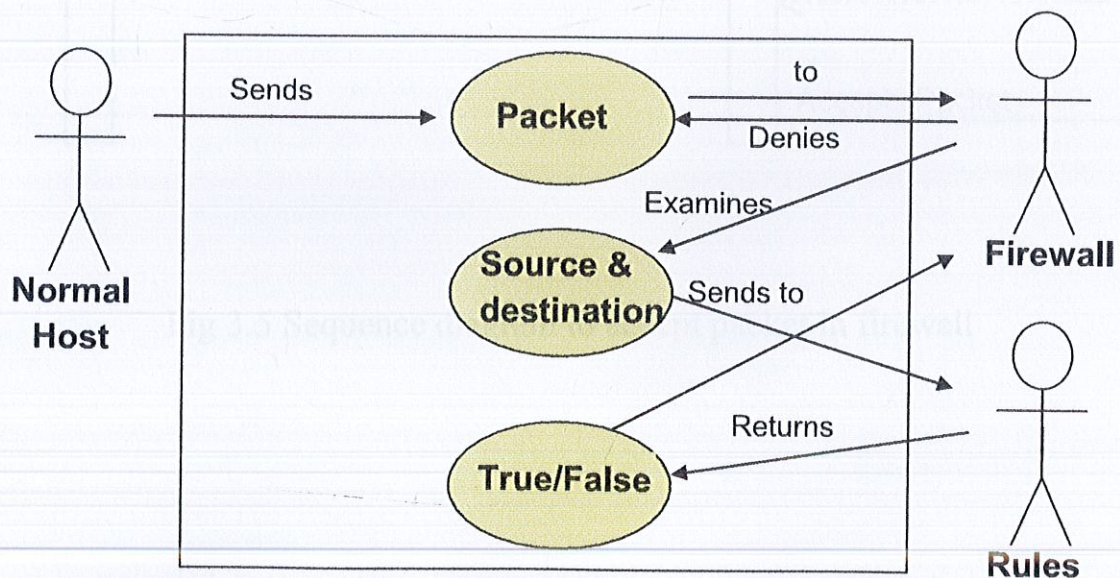 Sends
to
Packet
Denies
Examines
Firewall
Normal
Host
Source &
destination
Sends to
Returns
True/False
Rules